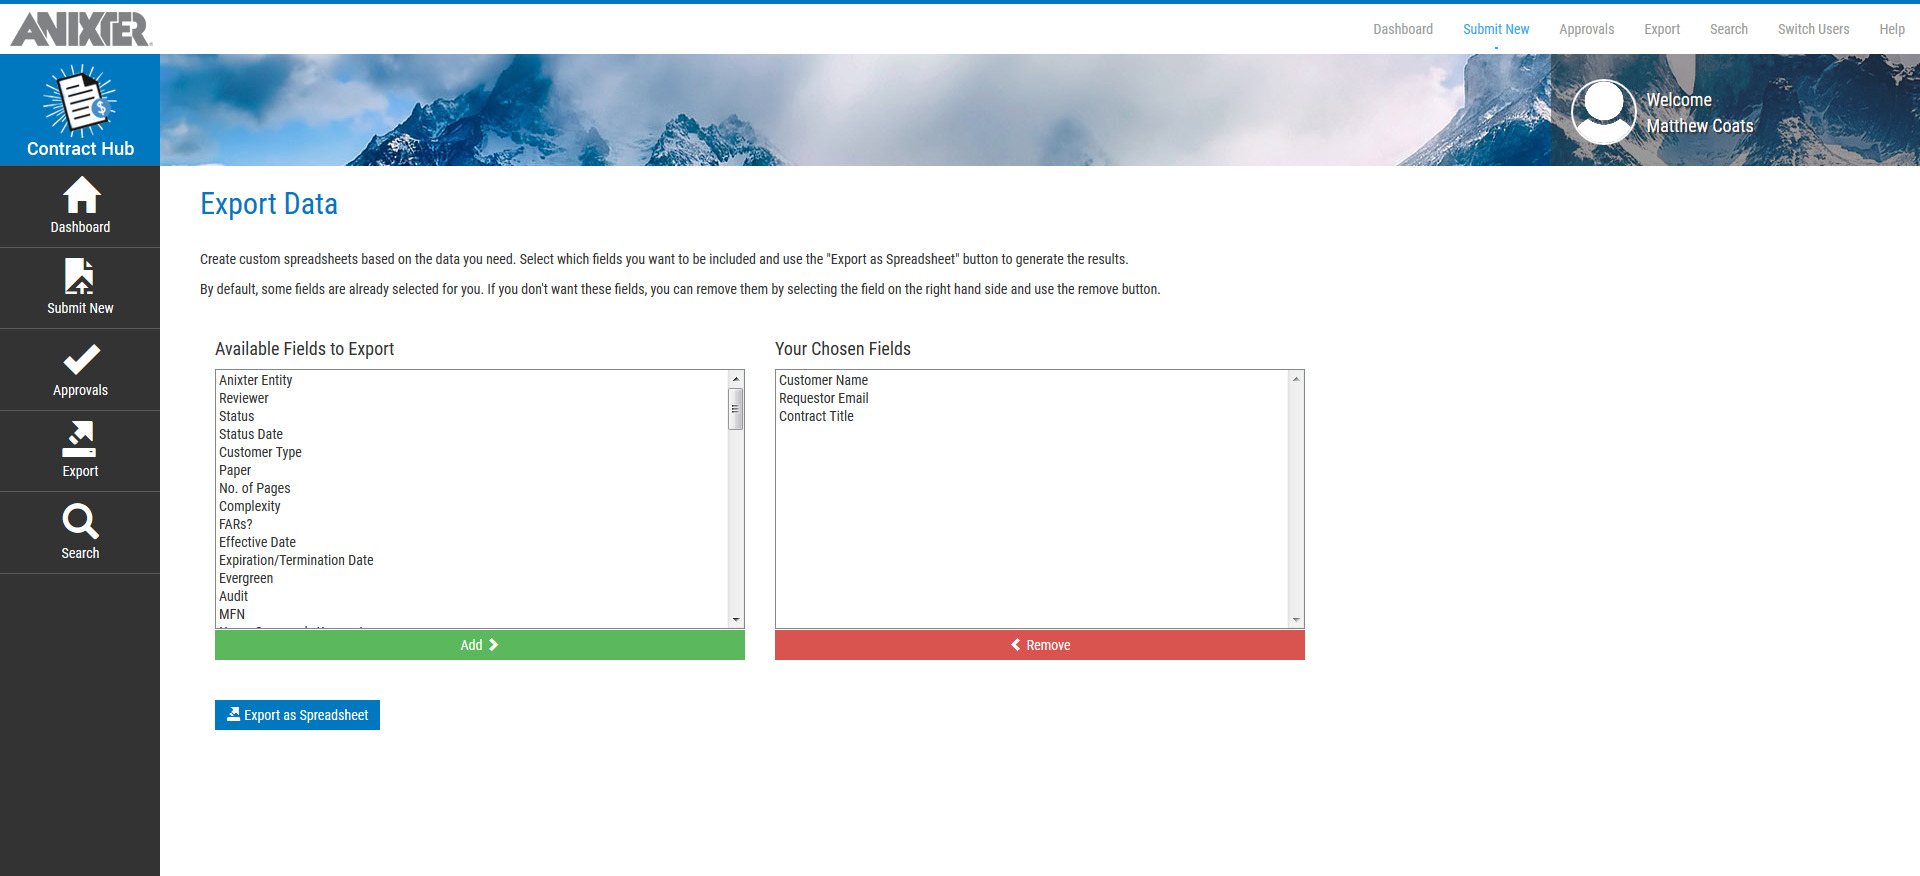 ANIXTER
Dashboard
Submit New
Approvals
Export
Search
Switch Users
Help
Contract Hub
Welcome
Matthew Coats
Dashboard
Submit New
Approvals
Export
Search
Export Data
Create custom spreadsheets based on the data you need. Select which fields you want to be included and use the "Export as Spreadsheet" button to generate the results.
By default, some fields are already selected for you. If you don't want these fields, you can remove them by selecting the field on the right hand side and use the remove button.
Available Fields to Export
Anixter Entity
Reviewer
Status
Status Date
Customer Type
Paper
No. of Pages
Complexity
FARs?
Effective Date
Expiration/Termination Date
Evergreen
Audit
MFN
Add
Your Chosen Fields
Customer Name
Requestor Email
Contract Title
Remove
Export as Spreadsheet